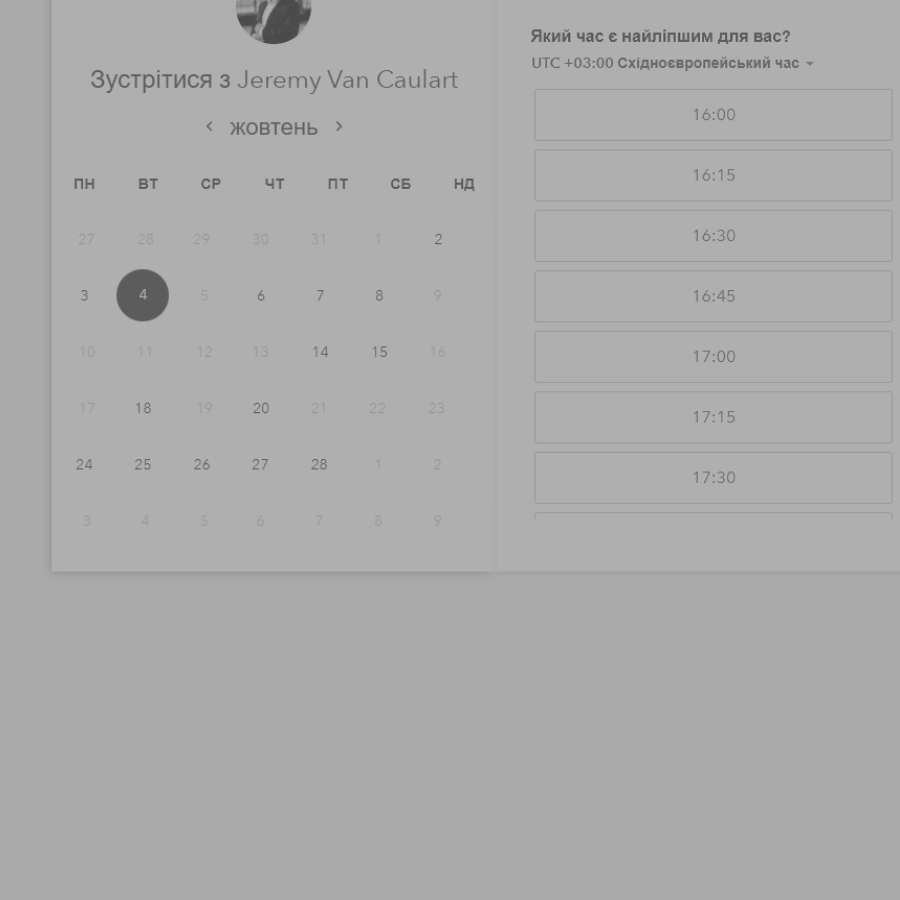 Зустрітися з Jeremy Van Caulart
жовтень
ПН ВТ СР ЧТ ПТ СБ НД
27 28 29 30 31 1 2
3 4 5 6 7 8 9
10 11 12 13 14 15 16
17 18 19 20 21 22 23
24 25 26 27 28 1 2
3 4 5 6 7 8 9
Який час є найліпшим для вас?
UTC +03:00 Східноєвропейський час
16:00
16:15
16:30
16:45
17:00
17:15
17:30